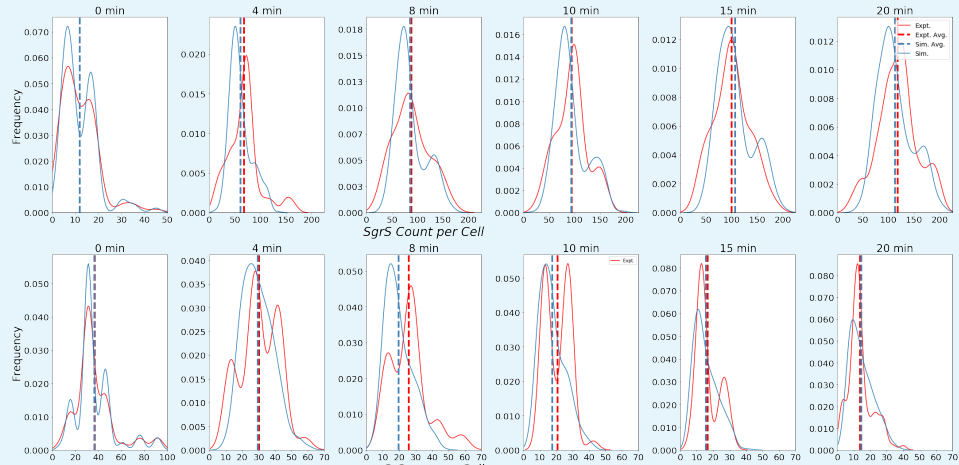 0 min 4 min 8 min 10 min 15 min 20 min
Frequency
0.070 0.060 0.050 0.040 0.030 0.020 0.010 0.000
0 10 20 30 40 50
0.020 0.015 0.010 0.005 0.000
0 50 100 150 200
0.018 0.015 0.013 0.010 0.007 0.005 0.003 0.000
0 50 100 150 200
0.016 0.014 0.012 0.010 0.008 0.006 0.004 0.002 0.000
0 50 100 150 200
0.012 0.010 0.008 0.006 0.004 0.002 0.000
0 50 100 150 200
0.012 0.010 0.008 0.006 0.004 0.002 0.000
0 50 100 150 200
Expt.
Expt. Avg.
Sim. Avg.
Sim.
SgrS Count per Cell
0 min 4 min 8 min 10 min 15 min 20 min
Frequency
0.050 0.040 0.030 0.020 0.010 0.000
0 20 40 60 80 100
0.040 0.035 0.030 0.025 0.020 0.015 0.010 0.005 0.000
0 10 20 30 40 50 60 70
0.050 0.040 0.030 0.020 0.010 0.000
0 10 20 30 40 50 60 70
0.050 0.040 0.030 0.020 0.010 0.000
0 10 20 30 40 50 60 70
Expt
0.080 0.070 0.060 0.050 0.040 0.030 0.020 0.010 0.000
0 10 20 30 40 50 60 70
0.080 0.070 0.060 0.050 0.040 0.030 0.020 0.010 0.000
0 10 20 30 40 50 60 70